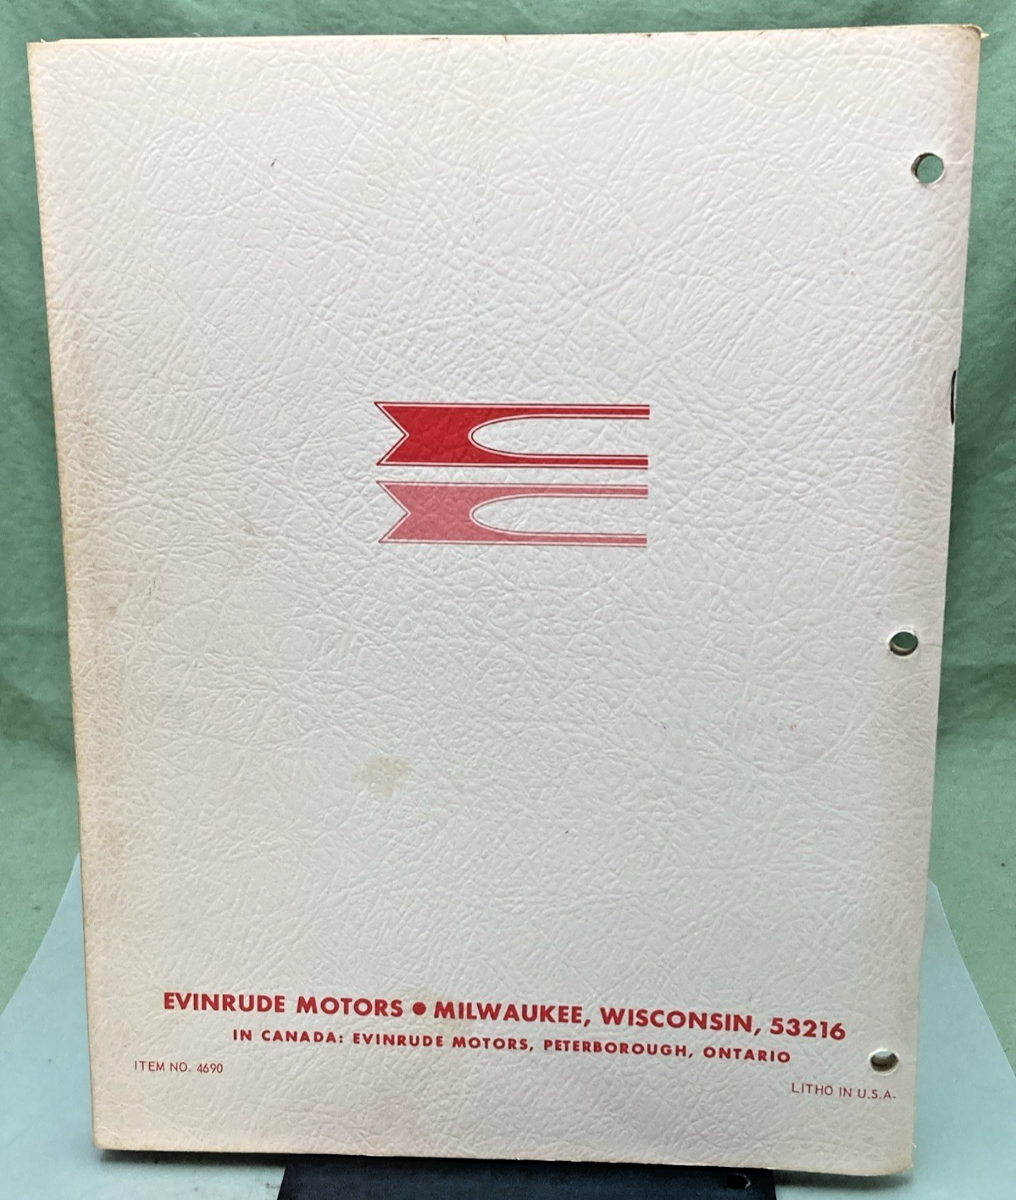 EVINRUDE MOTORS ● MILWAUKEE, WISCONSIN, 53216
IN CANADA: EVINRUDE MOTORS, PETERBOROUGH, ONTARIO
ITEM NO. 4690
LITHO IN U.S.A.